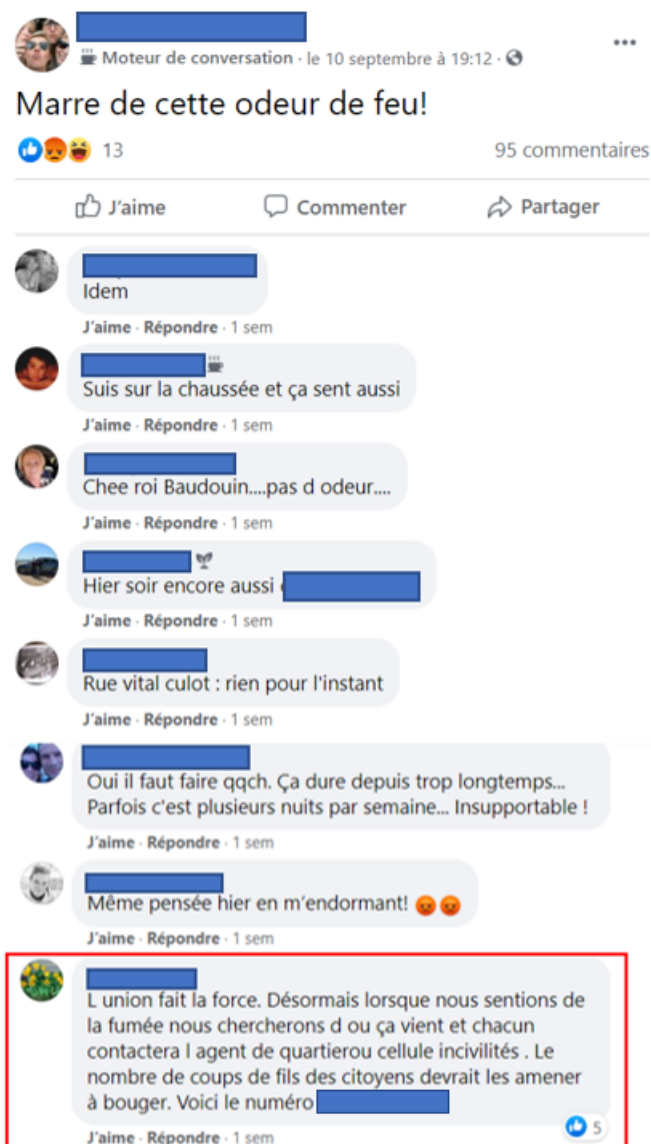 Moteur de conversation · le 10 septembre à 19:12 ·
Marre de cette odeur de feu!
13
95 commentaires
J'aime
Commenter
Partager
Idem
J'aime · Répondre · 1 sem
Suis sur la chaussée et ça sent aussi
J'aime · Répondre · 1 sem
Chee roi Baudouin....pas d odeur....
J'aime · Répondre · 1 sem
Hier soir encore aussi
J'aime · Répondre · 1 sem
Rue vital culot : rien pour l'instant
J'aime · Répondre · 1 sem
Oui il faut faire qqch. Ça dure depuis trop longtemps...
Parfois c'est plusieurs nuits par semaine... Insupportable !
J'aime · Répondre · 1 sem
Même pensée hier en m'endormant! 😡😡
J'aime · Répondre · 1 sem
L union fait la force. Désormais lorsque nous sentions de
la fumée nous chercherons d ou ça vient et chacun
contactera l agent de quartierou cellule incivilités . Le
nombre de coups de fils des citoyens devrait les amener
à bouger. Voici le numéro
5
J'aime · Répondre · 1 sem